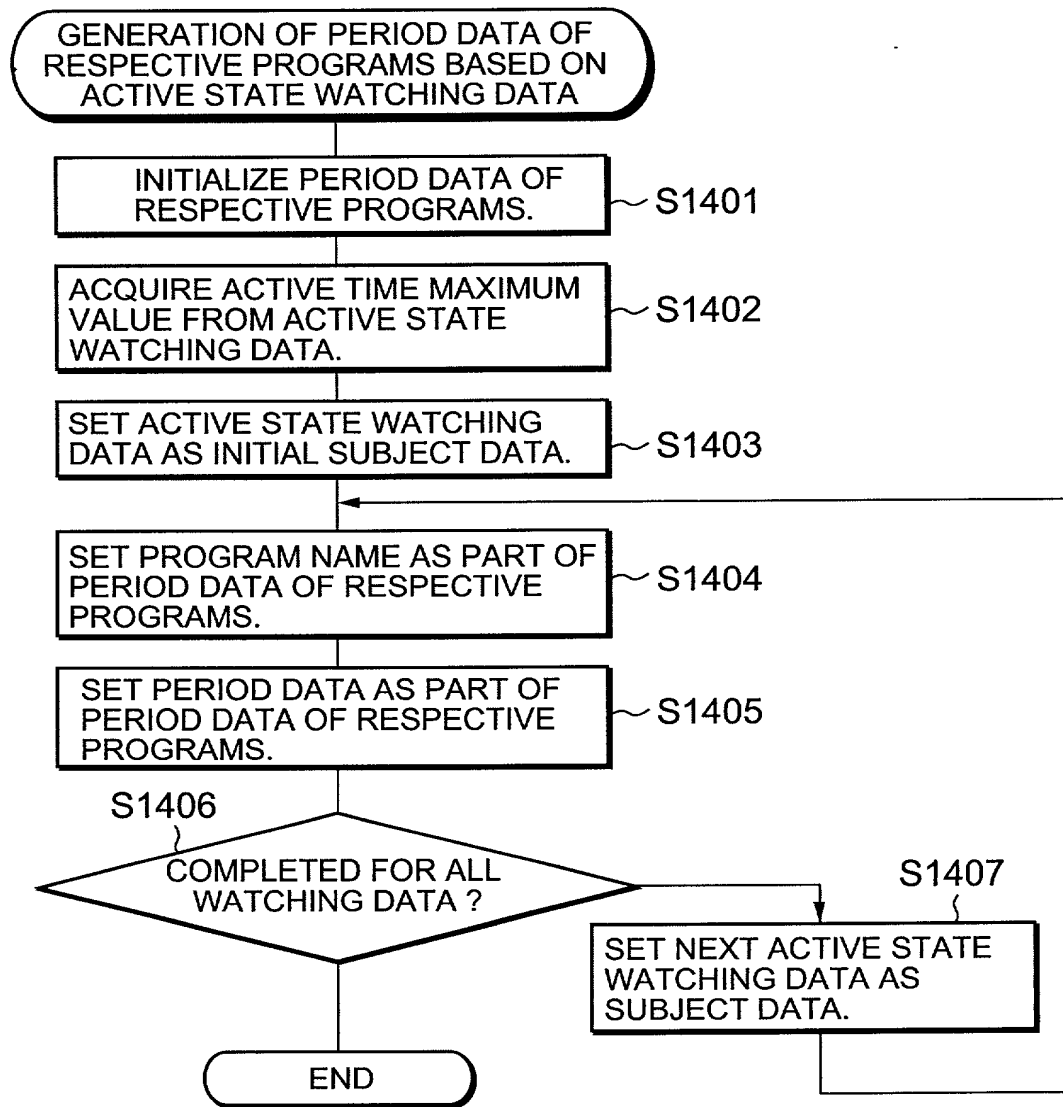 GENERATION OF PERIOD DATA OF
RESPECTIVE PROGRAMS BASED ON
ACTIVE STATE WATCHING DATA
INITIALIZE PERIOD DATA OF
RESPECTIVE PROGRAMS.
S1401
ACQUIRE ACTIVE TIME MAXIMUM
VALUE FROM ACTIVE STATE
WATCHING DATA.
S1402
SET ACTIVE STATE WATCHING
DATA AS INITIAL SUBJECT DATA.
S1403
SET PROGRAM NAME AS PART OF
PERIOD DATA OF RESPECTIVE
PROGRAMS.
S1404
SET PERIOD DATA AS PART OF
PERIOD DATA OF RESPECTIVE
PROGRAMS.
S1405
S1406
COMPLETED FOR ALL
WATCHING DATA ?
S1407
SET NEXT ACTIVE STATE
WATCHING DATA AS
SUBJECT DATA.
END